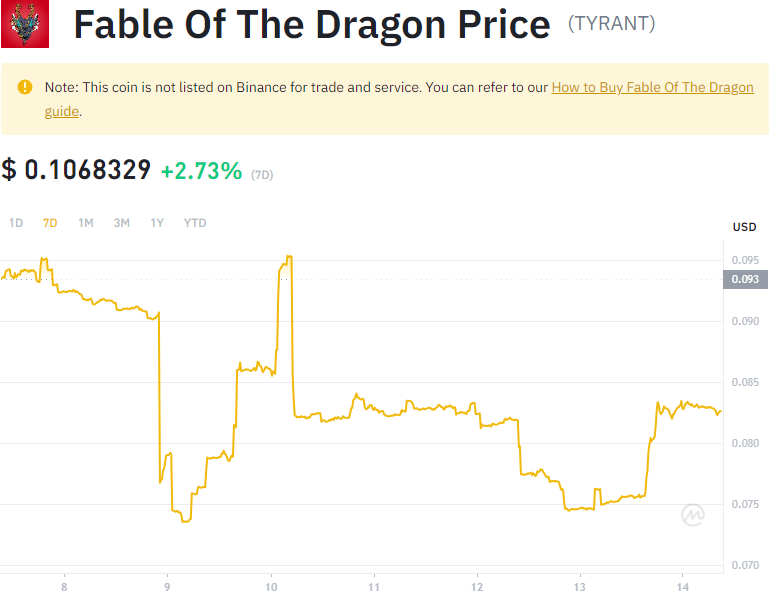 Fable Of The Dragon Price (TYRANT)
Note: This coin is not listed on Binance for trade and service. You can refer to our How to Buy Fable Of The Dragon
guide.
$ 0.1068329 +2.73% (7D)
1D 7D 1M 3M 1Y YTD
USD
0.095
0.093
0.090
0.085
0.080
0.075
0.070
8 9 10 11 12 13 14